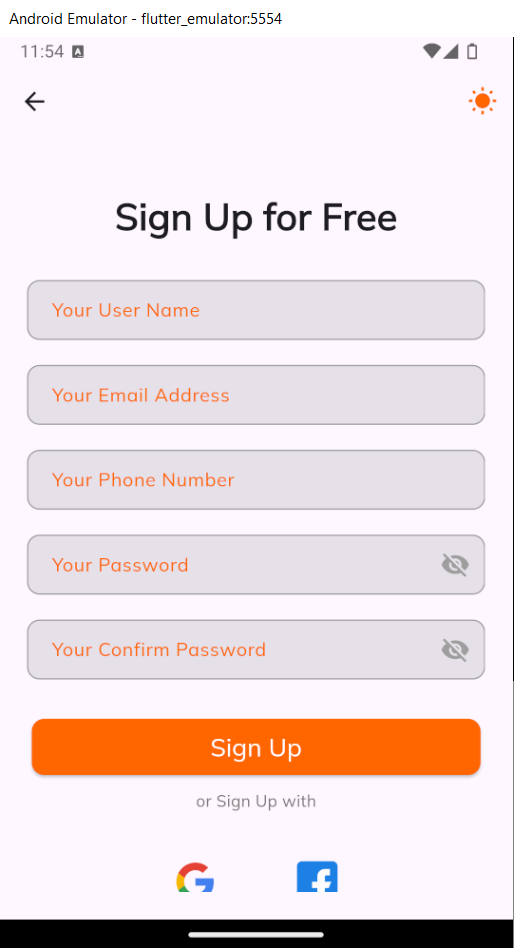 Android Emulator - flutter_emulator:5554
11:54
Sign Up for Free
Your User Name
Your Email Address
Your Phone Number
Your Password
Your Confirm Password
Sign Up
or Sign Up with